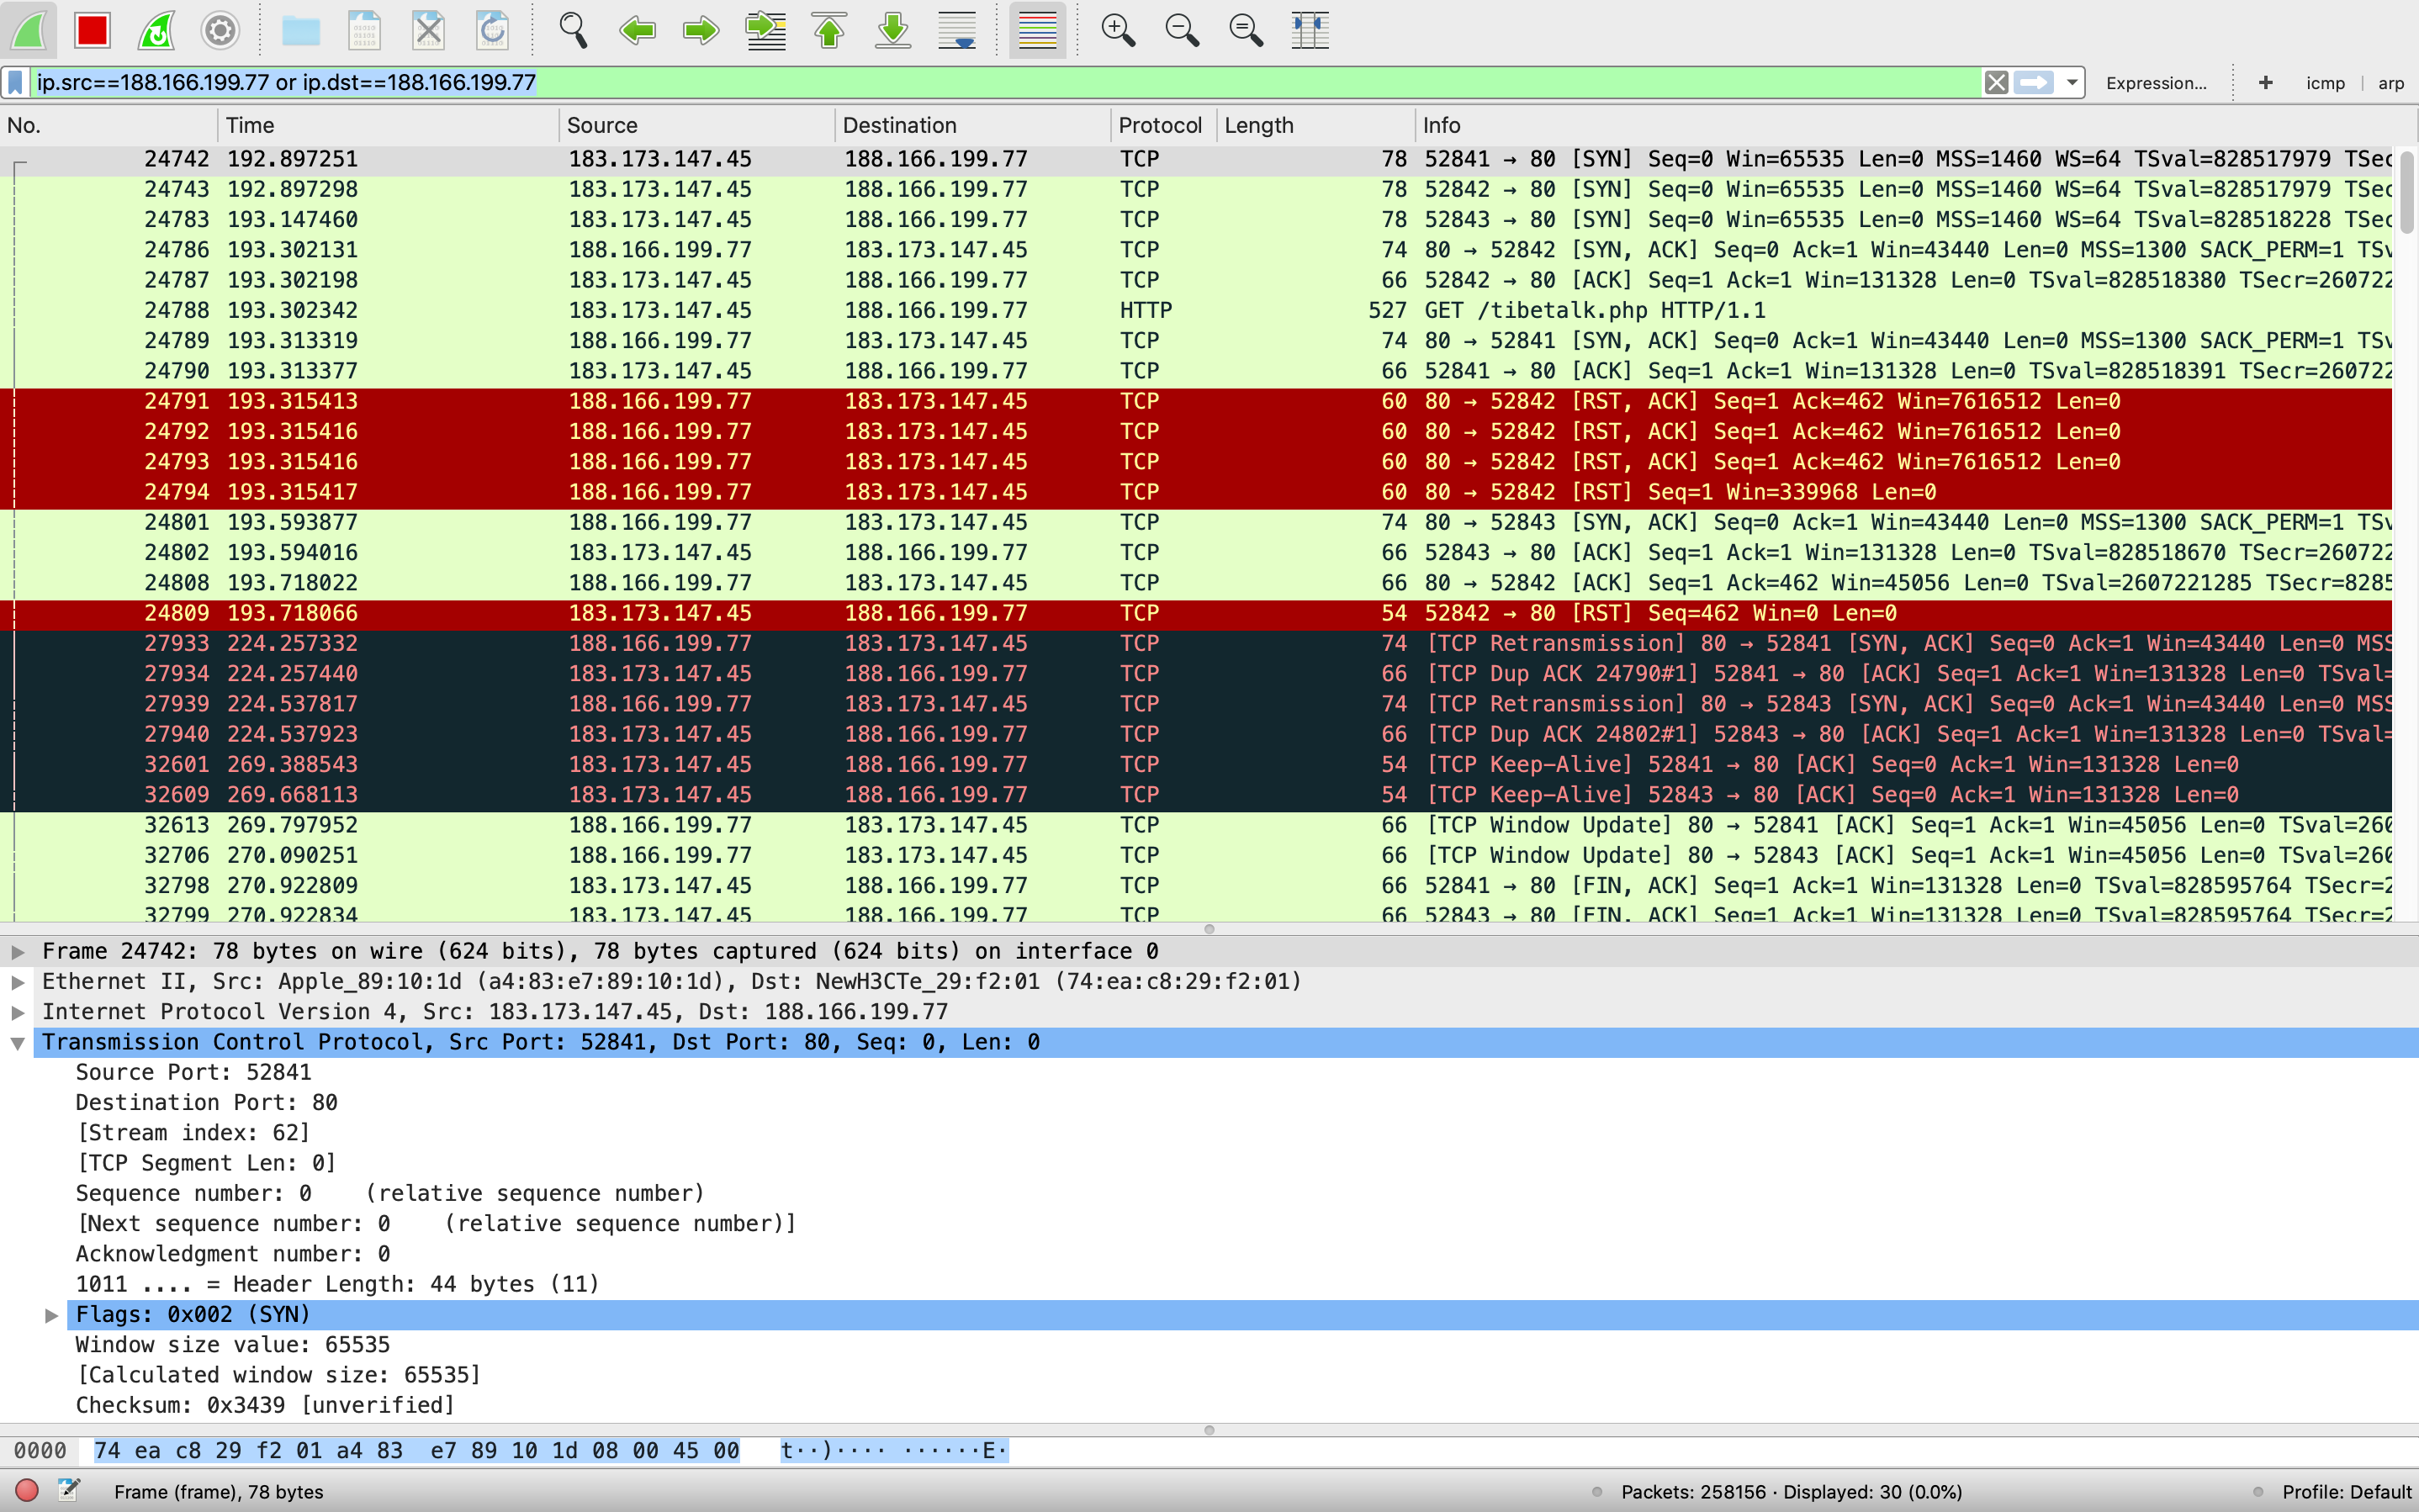 ip.src==188.166.199.77 or ip.dst==188.166.199.77 Expression... + icmp arp
No. Time Source Destination Protocol Length Info
24742 192.897251 183.173.147.45 188.166.199.77 TCP 78 52841 → 80 [SYN] Seq=0 Win=65535 Len=0 MSS=1460 WS=64 TSval=828517979 TSec
24743 192.897298 183.173.147.45 188.166.199.77 TCP 78 52842 → 80 [SYN] Seq=0 Win=65535 Len=0 MSS=1460 WS=64 TSval=828517979 TSec
24783 193.147460 183.173.147.45 188.166.199.77 TCP 78 52843 → 80 [SYN] Seq=0 Win=65535 Len=0 MSS=1460 WS=64 TSval=828518228 TSec
24786 193.302131 188.166.199.77 183.173.147.45 TCP 74 80 → 52842 [SYN, ACK] Seq=0 Ack=1 Win=43440 Len=0 MSS=1300 SACK_PERM=1 TSv
24787 193.302198 183.173.147.45 188.166.199.77 TCP 66 52842 → 80 [ACK] Seq=1 Ack=1 Win=131328 Len=0 TSval=828518380 TSecr=260722
24788 193.302342 183.173.147.45 188.166.199.77 HTTP 527 GET /tibetalk.php HTTP/1.1
24789 193.313319 188.166.199.77 183.173.147.45 TCP 74 80 → 52841 [SYN, ACK] Seq=0 Ack=1 Win=43440 Len=0 MSS=1300 SACK_PERM=1 TSv
24790 193.313377 183.173.147.45 188.166.199.77 TCP 66 52841 → 80 [ACK] Seq=1 Ack=1 Win=131328 Len=0 TSval=828518391 TSecr=260722
24791 193.315413 188.166.199.77 183.173.147.45 TCP 60 80 → 52842 [RST, ACK] Seq=1 Ack=462 Win=7616512 Len=0
24792 193.315416 188.166.199.77 183.173.147.45 TCP 60 80 → 52842 [RST, ACK] Seq=1 Ack=462 Win=7616512 Len=0
24793 193.315416 188.166.199.77 183.173.147.45 TCP 60 80 → 52842 [RST, ACK] Seq=1 Ack=462 Win=7616512 Len=0
24794 193.315417 188.166.199.77 183.173.147.45 TCP 60 80 → 52842 [RST] Seq=1 Win=339968 Len=0
24801 193.593877 188.166.199.77 183.173.147.45 TCP 74 80 → 52843 [SYN, ACK] Seq=0 Ack=1 Win=43440 Len=0 MSS=1300 SACK_PERM=1 TSv
24802 193.594016 183.173.147.45 188.166.199.77 TCP 66 52843 → 80 [ACK] Seq=1 Ack=1 Win=131328 Len=0 TSval=828518670 TSecr=260722
24808 193.718022 188.166.199.77 183.173.147.45 TCP 66 80 → 52842 [ACK] Seq=1 Ack=462 Win=45056 Len=0 TSval=2607221285 TSecr=8285
24809 193.718066 183.173.147.45 188.166.199.77 TCP 54 52842 → 80 [RST] Seq=462 Win=0 Len=0
27933 224.257332 188.166.199.77 183.173.147.45 TCP 74 [TCP Retransmission] 80 → 52841 [SYN, ACK] Seq=0 Ack=1 Win=43440 Len=0 MSS
27934 224.257440 183.173.147.45 188.166.199.77 TCP 66 [TCP Dup ACK 24790#1] 52841 → 80 [ACK] Seq=1 Ack=1 Win=131328 Len=0 TSval=
27939 224.537817 188.166.199.77 183.173.147.45 TCP 74 [TCP Retransmission] 80 → 52843 [SYN, ACK] Seq=0 Ack=1 Win=43440 Len=0 MSS
27940 224.537923 183.173.147.45 188.166.199.77 TCP 66 [TCP Dup ACK 24802#1] 52843 → 80 [ACK] Seq=1 Ack=1 Win=131328 Len=0 TSval=
32601 269.388543 183.173.147.45 188.166.199.77 TCP 54 [TCP Keep-Alive] 52841 → 80 [ACK] Seq=0 Ack=1 Win=131328 Len=0
32609 269.668113 183.173.147.45 188.166.199.77 TCP 54 [TCP Keep-Alive] 52843 → 80 [ACK] Seq=0 Ack=1 Win=131328 Len=0
32613 269.797952 188.166.199.77 183.173.147.45 TCP 66 [TCP Window Update] 80 → 52841 [ACK] Seq=1 Ack=1 Win=45056 Len=0 TSval=260
32706 270.090251 188.166.199.77 183.173.147.45 TCP 66 [TCP Window Update] 80 → 52843 [ACK] Seq=1 Ack=1 Win=45056 Len=0 TSval=260
32798 270.922809 183.173.147.45 188.166.199.77 TCP 66 52841 → 80 [FIN, ACK] Seq=1 Ack=1 Win=131328 Len=0 TSval=828595764 TSecr=2
32799 270.922834 183.173.147.45 188.166.199.77 TCP 66 52843 → 80 [FIN, ACK] Seq=1 Ack=1 Win=131328 Len=0 TSval=828595764 TSecr=2
Frame 24742: 78 bytes on wire (624 bits), 78 bytes captured (624 bits) on interface 0
Ethernet II, Src: Apple_89:10:1d (a4:83:e7:89:10:1d), Dst: NewH3CTe_29:f2:01 (74:ea:c8:29:f2:01)
Internet Protocol Version 4, Src: 183.173.147.45, Dst: 188.166.199.77
Transmission Control Protocol, Src Port: 52841, Dst Port: 80, Seq: 0, Len: 0
Source Port: 52841
Destination Port: 80
[Stream index: 62]
[TCP Segment Len: 0]
Sequence number: 0 (relative sequence number)
[Next sequence number: 0 (relative sequence number)]
Acknowledgment number: 0
1011 .... = Header Length: 44 bytes (11)
Flags: 0x002 (SYN)
Window size value: 65535
[Calculated window size: 65535]
Checksum: 0x3439 [unverified]
0000 74 ea c8 29 f2 01 a4 83 e7 89 10 1d 08 00 45 00 t··)···· ······E·
Frame (frame), 78 bytes Packets: 258156 · Displayed: 30 (0.0%) Profile: Default